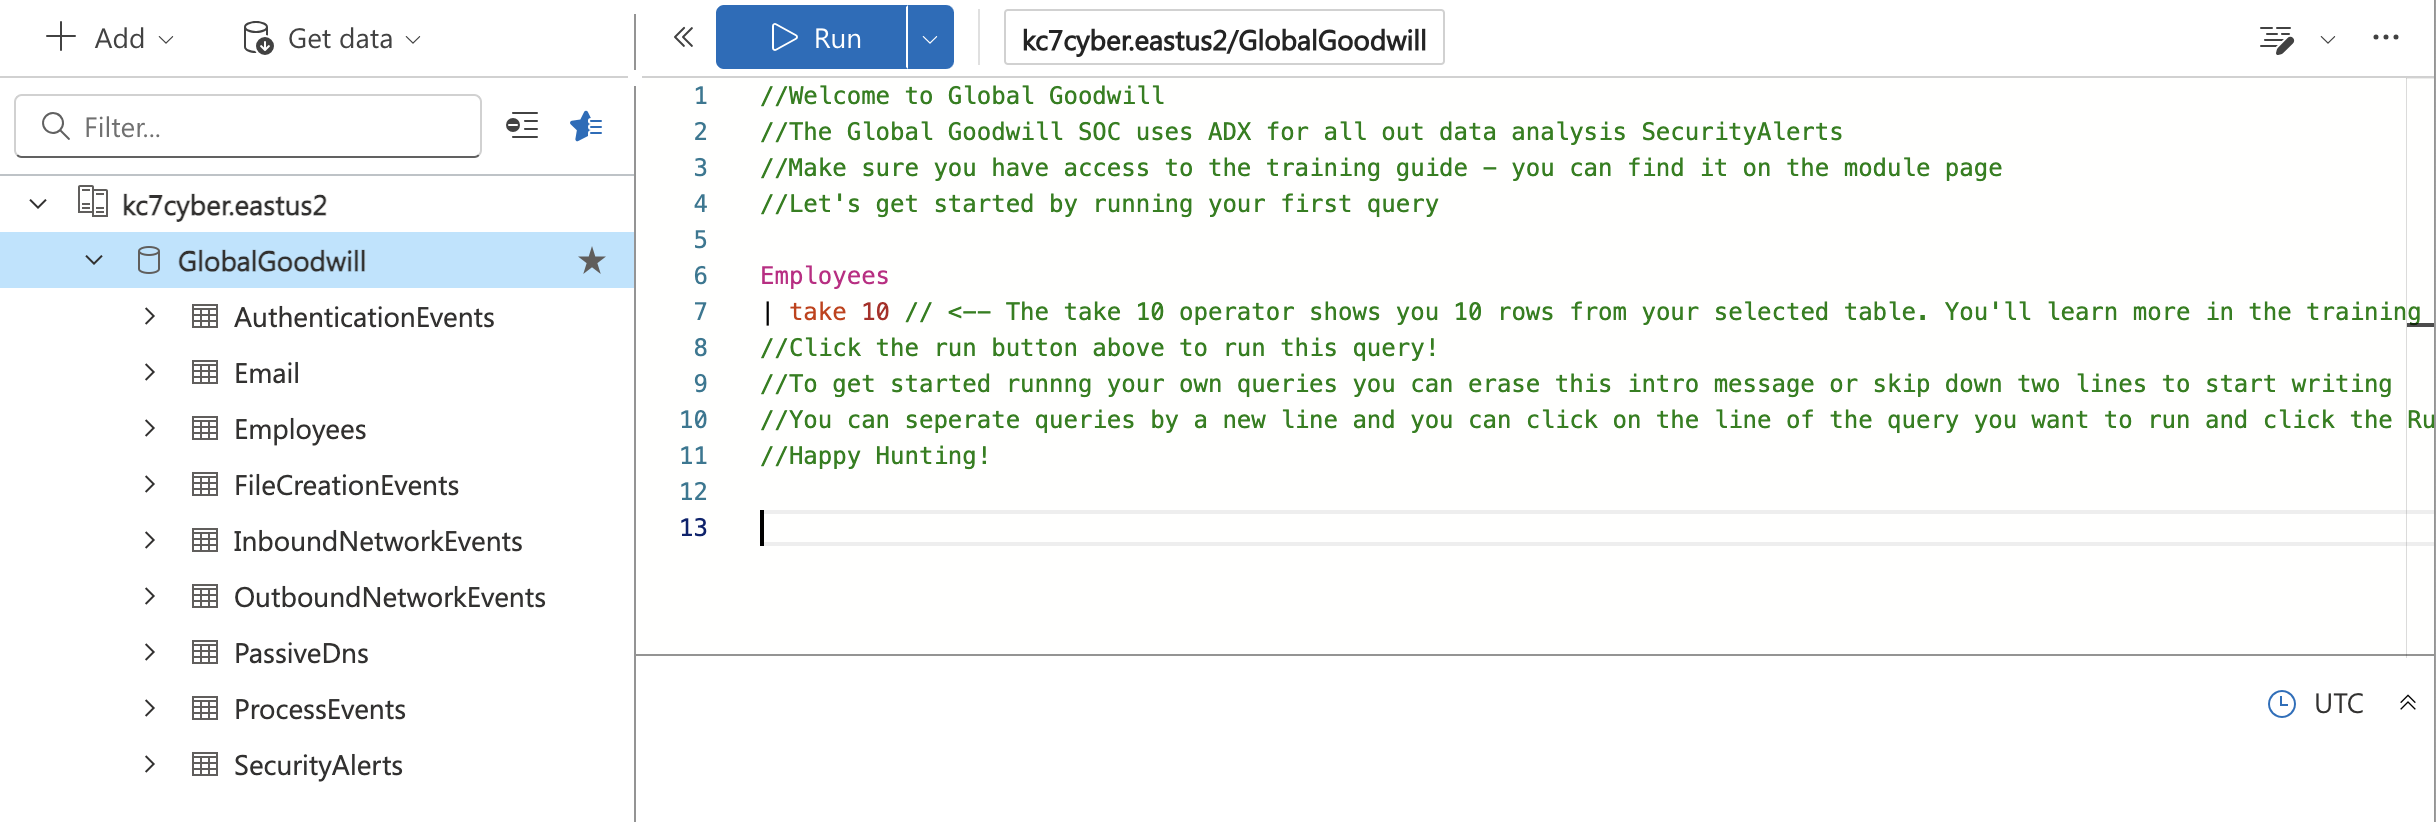 Add
Get data
Run
kc7cyber.eastus2/GlobalGoodwill
Filter...
kc7cyber.eastus2
GlobalGoodwill
AuthenticationEvents
Email
Employees
FileCreationEvents
InboundNetworkEvents
OutboundNetworkEvents
PassiveDns
ProcessEvents
SecurityAlerts
1 //Welcome to Global Goodwill
2 //The Global Goodwill SOC uses ADX for all out data analysis SecurityAlerts
3 //Make sure you have access to the training guide - you can find it on the module page
4 //Let's get started by running your first query
5
6 Employees
7 | take 10 // <-- The take 10 operator shows you 10 rows from your selected table. You'll learn more in the training
8 //Click the run button above to run this query!
9 //To get started runnng your own queries you can erase this intro message or skip down two lines to start writing
10 //You can seperate queries by a new line and you can click on the line of the query you want to run and click the Ru
11 //Happy Hunting!
12
13
UTC